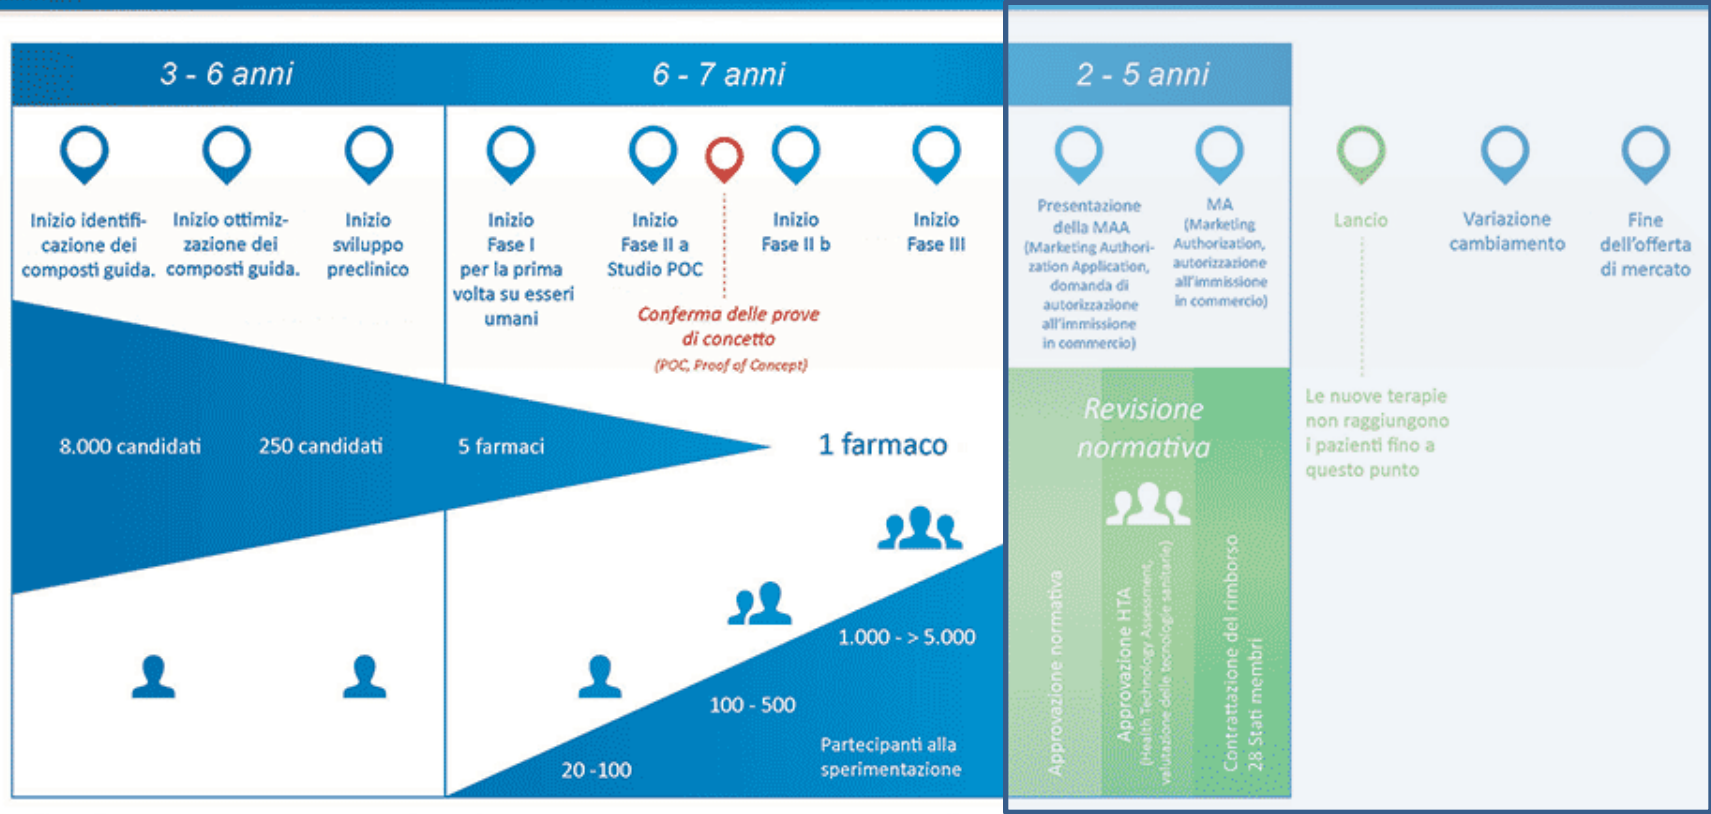 3 - 6 anni
6 - 7 anni
2 - 5 anni
Inizio identifi-
cazione dei
composti guida.
Inizio ottimiz-
zazione dei
composti guida.
Inizio
sviluppo
preclinico
Inizio
Fase I
per la prima
volta su esseri
umani
Inizio
Fase II a
Studio POC
Conferma delle prove
di concetto
(POC, Proof of Concept)
Inizio
Fase II b
Inizio
Fase III
Presentazione
della MAA
(Marketing Authori-
zation Application,
domanda di
autorizzazione
all'immissione
in commercio)
MA
(Marketing
Authorization,
autorizzazione
all'immissione
in commercio)
Lancio
Le nuove terapie
non raggiungono
i pazienti fino a
questo punto
Variazione
cambiamento
Fine
dell'offerta
di mercato
8.000 candidati
250 candidati
5 farmaci
1 farmaco
Revisione
normativa
20 -100
100 - 500
1.000 - > 5.000
Partecipanti alla
sperimentazione
Approvazione normativa
Approvazione HTA
(Health Technology Assessment,
valutazione delle tecnologie sanitarie)
Contrattazione del rimborso
28 Stati membri